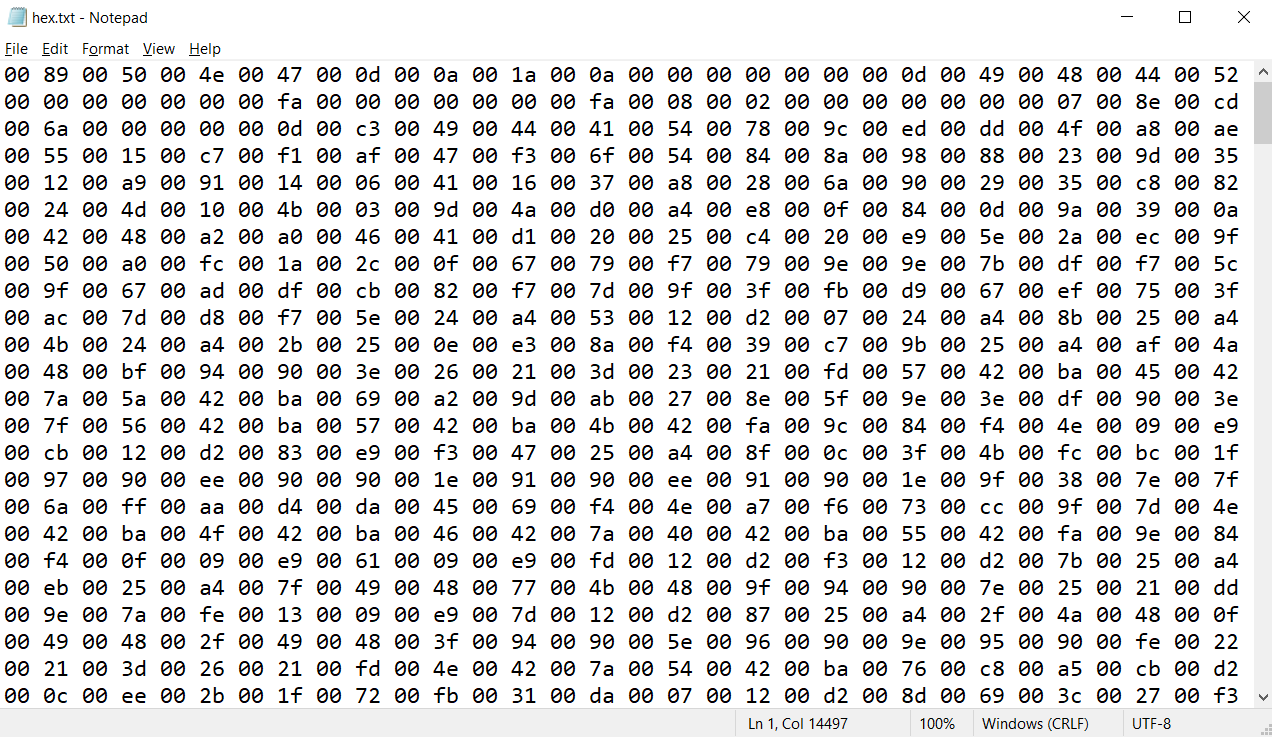 hex.txt - Notepad
File Edit Format View Help
00 89 00 50 00 4e 00 47 00 0d 00 0a 00 1a 00 0a 00 00 00 00 00 00 00 0d 00 49 00 48 00 44 00 52
00 00 00 00 00 00 00 fa 00 00 00 00 00 00 00 fa 00 08 00 02 00 00 00 00 00 00 00 07 00 8e 00 cd
00 6a 00 00 00 00 00 0d 00 c3 00 49 00 44 00 41 00 54 00 78 00 9c 00 ed 00 dd 00 4f 00 a8 00 ae
00 55 00 15 00 c7 00 f1 00 af 00 47 00 f3 00 6f 00 54 00 84 00 8a 00 98 00 88 00 23 00 9d 00 35
00 12 00 a9 00 91 00 14 00 06 00 41 00 16 00 37 00 a8 00 28 00 6a 00 90 00 29 00 35 00 c8 00 82
00 24 00 4d 00 10 00 4b 00 03 00 9d 00 4a 00 d0 00 a4 00 e8 00 0f 00 84 00 0d 00 9a 00 39 00 0a
00 42 00 48 00 a2 00 a0 00 46 00 41 00 d1 00 20 00 25 00 c4 00 20 00 e9 00 5e 00 2a 00 ec 00 9f
00 50 00 a0 00 fc 00 1a 00 2c 00 0f 00 67 00 79 00 f7 00 79 00 9e 00 9e 00 7b 00 df 00 f7 00 5c
00 9f 00 67 00 ad 00 df 00 cb 00 82 00 f7 00 7d 00 9f 00 3f 00 fb 00 d9 00 67 00 ef 00 75 00 3f
00 ac 00 7d 00 d8 00 f7 00 5e 00 24 00 a4 00 53 00 12 00 d2 00 07 00 24 00 a4 00 8b 00 25 00 a4
00 4b 00 24 00 a4 00 2b 00 25 00 0e 00 e3 00 8a 00 f4 00 39 00 c7 00 9b 00 25 00 a4 00 af 00 4a
00 48 00 bf 00 94 00 90 00 3e 00 26 00 21 00 3d 00 23 00 21 00 fd 00 57 00 42 00 ba 00 45 00 42
00 7a 00 5a 00 42 00 ba 00 69 00 a2 00 9d 00 ab 00 27 00 8e 00 5f 00 9e 00 3e 00 df 00 90 00 3e
00 7f 00 56 00 42 00 ba 00 57 00 42 00 ba 00 4b 00 42 00 fa 00 9c 00 84 00 f4 00 4e 00 09 00 e9
00 cb 00 12 00 d2 00 83 00 e9 00 f3 00 47 00 25 00 a4 00 8f 00 0c 00 3f 00 4b 00 fc 00 bc 00 1f
00 97 00 90 00 ee 00 90 00 90 00 1e 00 91 00 90 00 ee 00 91 00 90 00 1e 00 9f 00 38 00 7e 00 7f
00 6a 00 ff 00 aa 00 d4 00 da 00 45 00 69 00 f4 00 4e 00 a7 00 f6 00 73 00 cc 00 9f 00 7d 00 4e
00 42 00 ba 00 4f 00 42 00 ba 00 46 00 42 00 7a 00 40 00 42 00 ba 00 55 00 42 00 fa 00 9e 00 84
00 f4 00 0f 00 09 00 e9 00 61 00 09 00 e9 00 fd 00 12 00 d2 00 f3 00 12 00 d2 00 7b 00 25 00 a4
00 eb 00 25 00 a4 00 7f 00 49 00 48 00 77 00 4b 00 48 00 9f 00 94 00 90 00 7e 00 25 00 21 00 dd
00 9e 00 7a 00 fe 00 13 00 09 00 e9 00 7d 00 12 00 d2 00 87 00 25 00 a4 00 2f 00 4a 00 48 00 0f
00 49 00 48 00 2f 00 49 00 48 00 3f 00 94 00 90 00 5e 00 96 00 90 00 9e 00 95 00 90 00 fe 00 22
00 21 00 3d 00 26 00 21 00 fd 00 4e 00 42 00 7a 00 54 00 42 00 ba 00 76 00 c8 00 a5 00 cb 00 d2
00 0c 00 ee 00 2b 00 1f 00 72 00 fb 00 31 00 da 00 07 00 12 00 d2 00 8d 00 69 00 3c 00 27 00 f3
Ln 1, Col 14497 100% Windows (CRLF) UTF-8